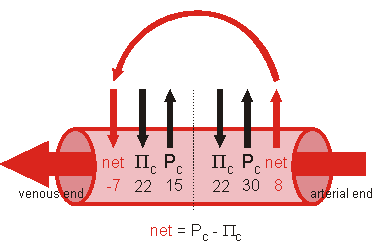 net Πc Pc Πc Pc net
-7 22 15 22 30 8
venous end arterial end
net = Pc - Πc